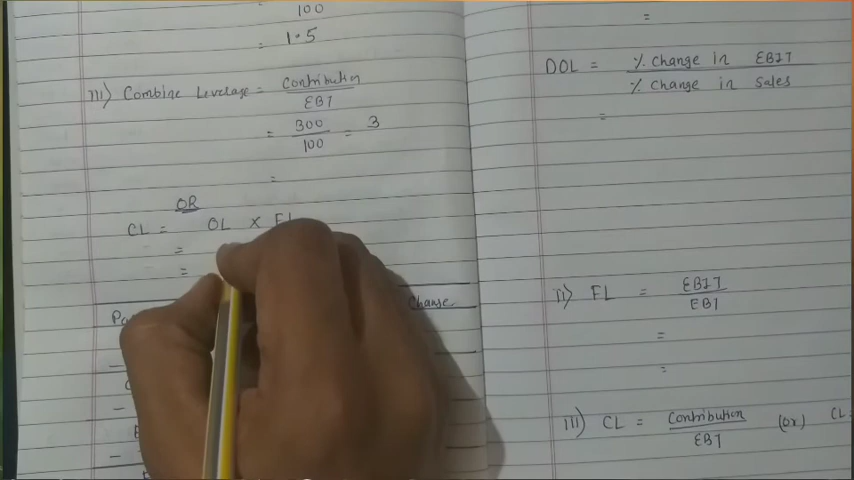 100
= 1.5
III) Combine Leverage = Contribution
EBT
= 300 = 3
100
=
OR
CL = OL x FL
=
=
Change
=
DOL = % Change in EBIT
% Change in Sales
=
II) FL = EBIT
EBT
=
=
III) CL = Contribution (or) CL =
EBT